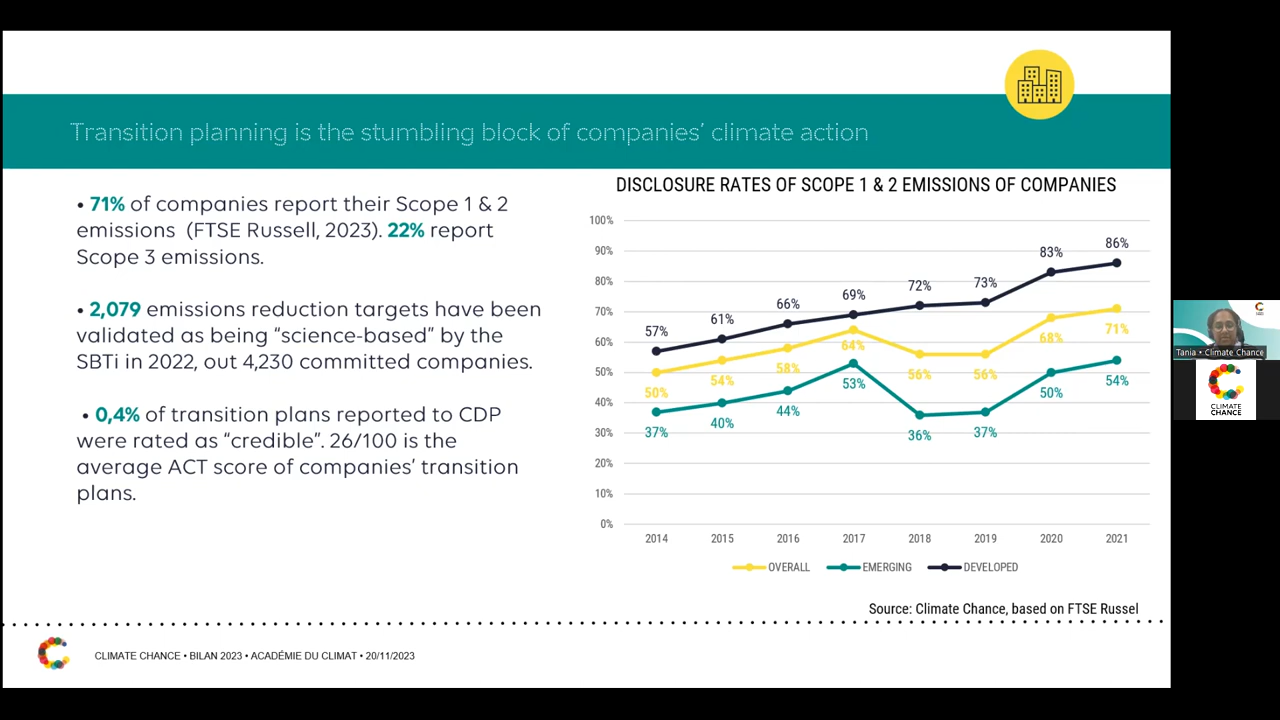 Transition planning is the stumbling block of companies’ climate action
• 71% of companies report their Scope 1 & 2
emissions (FTSE Russell, 2023). 22% report
Scope 3 emissions.
• 2,079 emissions reduction targets have been
validated as being “science-based” by the
SBTi in 2022, out 4,230 committed companies.
• 0,4% of transition plans reported to CDP
were rated as “credible”. 26/100 is the
average ACT score of companies’ transition
plans.
DISCLOSURE RATES OF SCOPE 1 & 2 EMISSIONS OF COMPANIES
100%
90%
80%
70%
60%
50%
40%
30%
20%
10%
0%
57% 61% 66% 69% 72% 73% 83% 86%
50% 54% 58% 64% 56% 56% 68% 71%
37% 40% 44% 53% 36% 37% 50% 54%
2014 2015 2016 2017 2018 2019 2020 2021
OVERALL EMERGING DEVELOPED
Source: Climate Chance, based on FTSE Russel
CLIMATE CHANCE • BILAN 2023 • ACADÉMIE DU CLIMAT • 20/11/2023
Tania • Climate Chance
CLIMATE
CHANCE